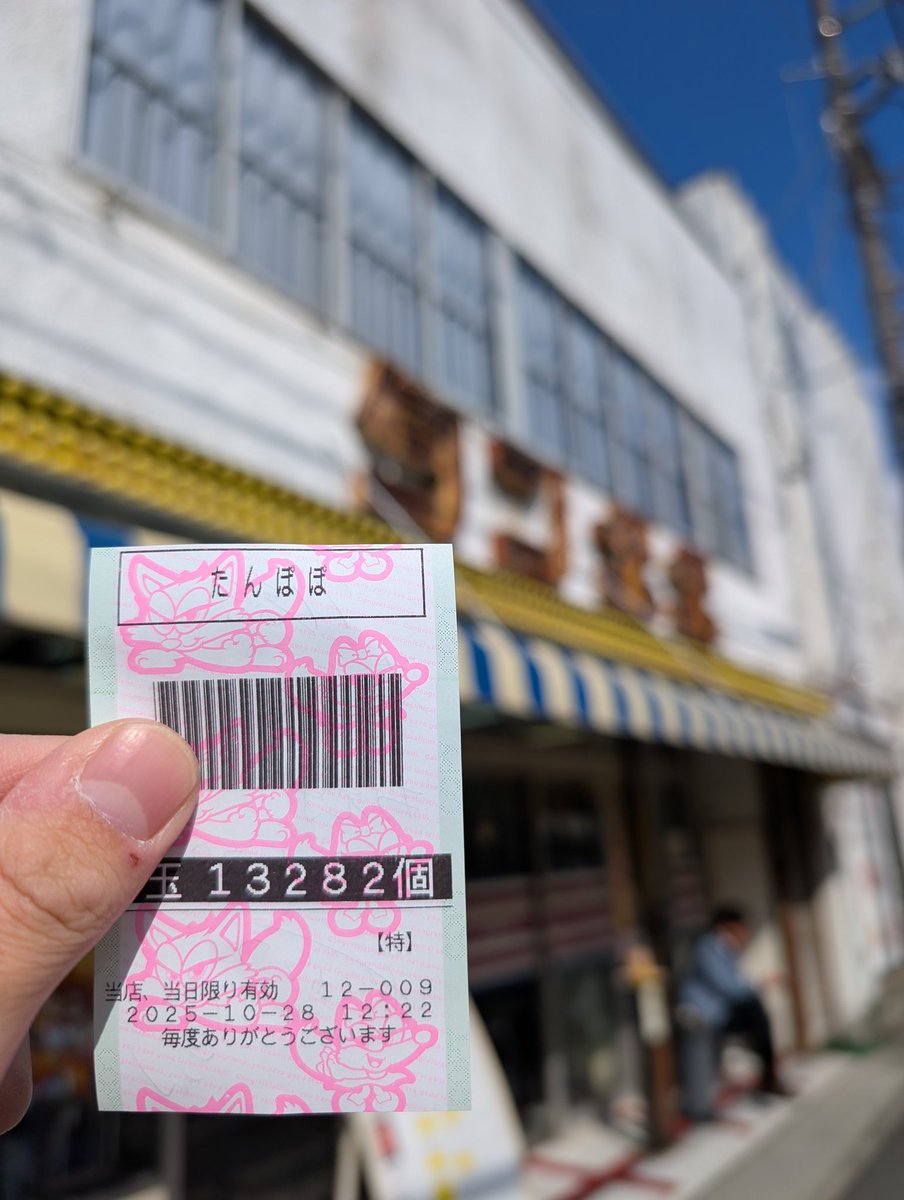 たんぽぽ
玉 13282個
【特】
当店、当日限り有効 12-009
2025-10-28 12:22
毎度ありがとうございます